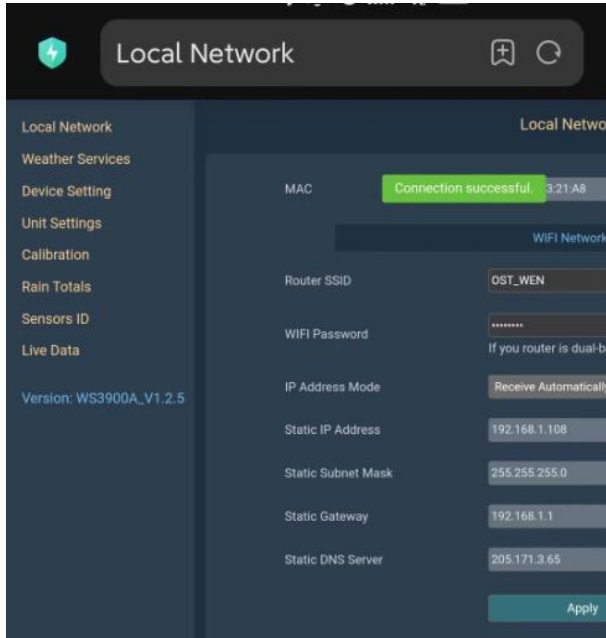 Local Network
Local Network
Weather Services
Device Setting
Unit Settings
Calibration
Rain Totals
Sensors ID
Live Data
Version: WS3900A_V1.2.5
Local Netwo
MAC
Connection successful.
3:21:A8
WIFI Network
Router SSID
OST_WEN
WIFI Password
••••••••
If you router is dual-b
IP Address Mode
Receive Automatically
Static IP Address
192.168.1.108
Static Subnet Mask
255.255.255.0
Static Gateway
192.168.1.1
Static DNS Server
205.171.3.65
Apply